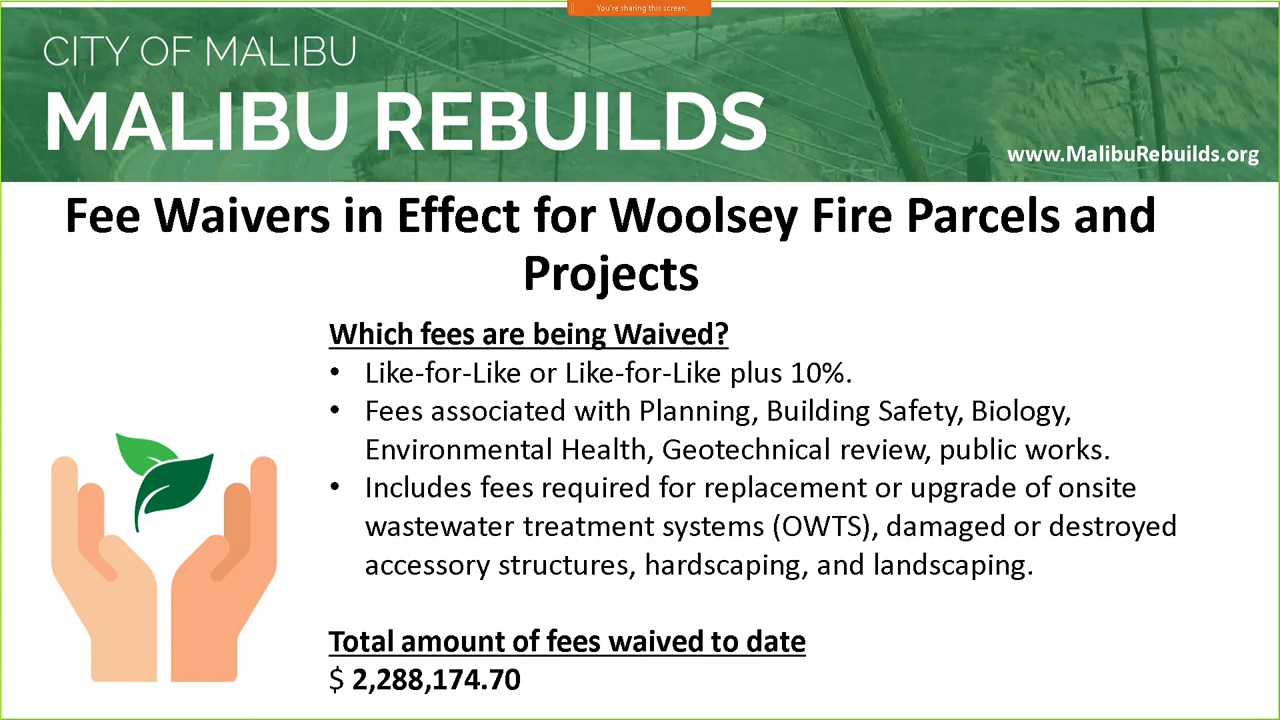 You're sharing this screen.
CITY OF MALIBU
MALIBU REBUILDS
www.MalibuRebuilds.org
Fee Waivers in Effect for Woolsey Fire Parcels and
Projects
Which fees are being Waived?
• Like-for-Like or Like-for-Like plus 10%.
• Fees associated with Planning, Building Safety, Biology,
Environmental Health, Geotechnical review, public works.
• Includes fees required for replacement or upgrade of onsite
wastewater treatment systems (OWTS), damaged or destroyed
accessory structures, hardscaping, and landscaping.
Total amount of fees waived to date
$ 2,288,174.70